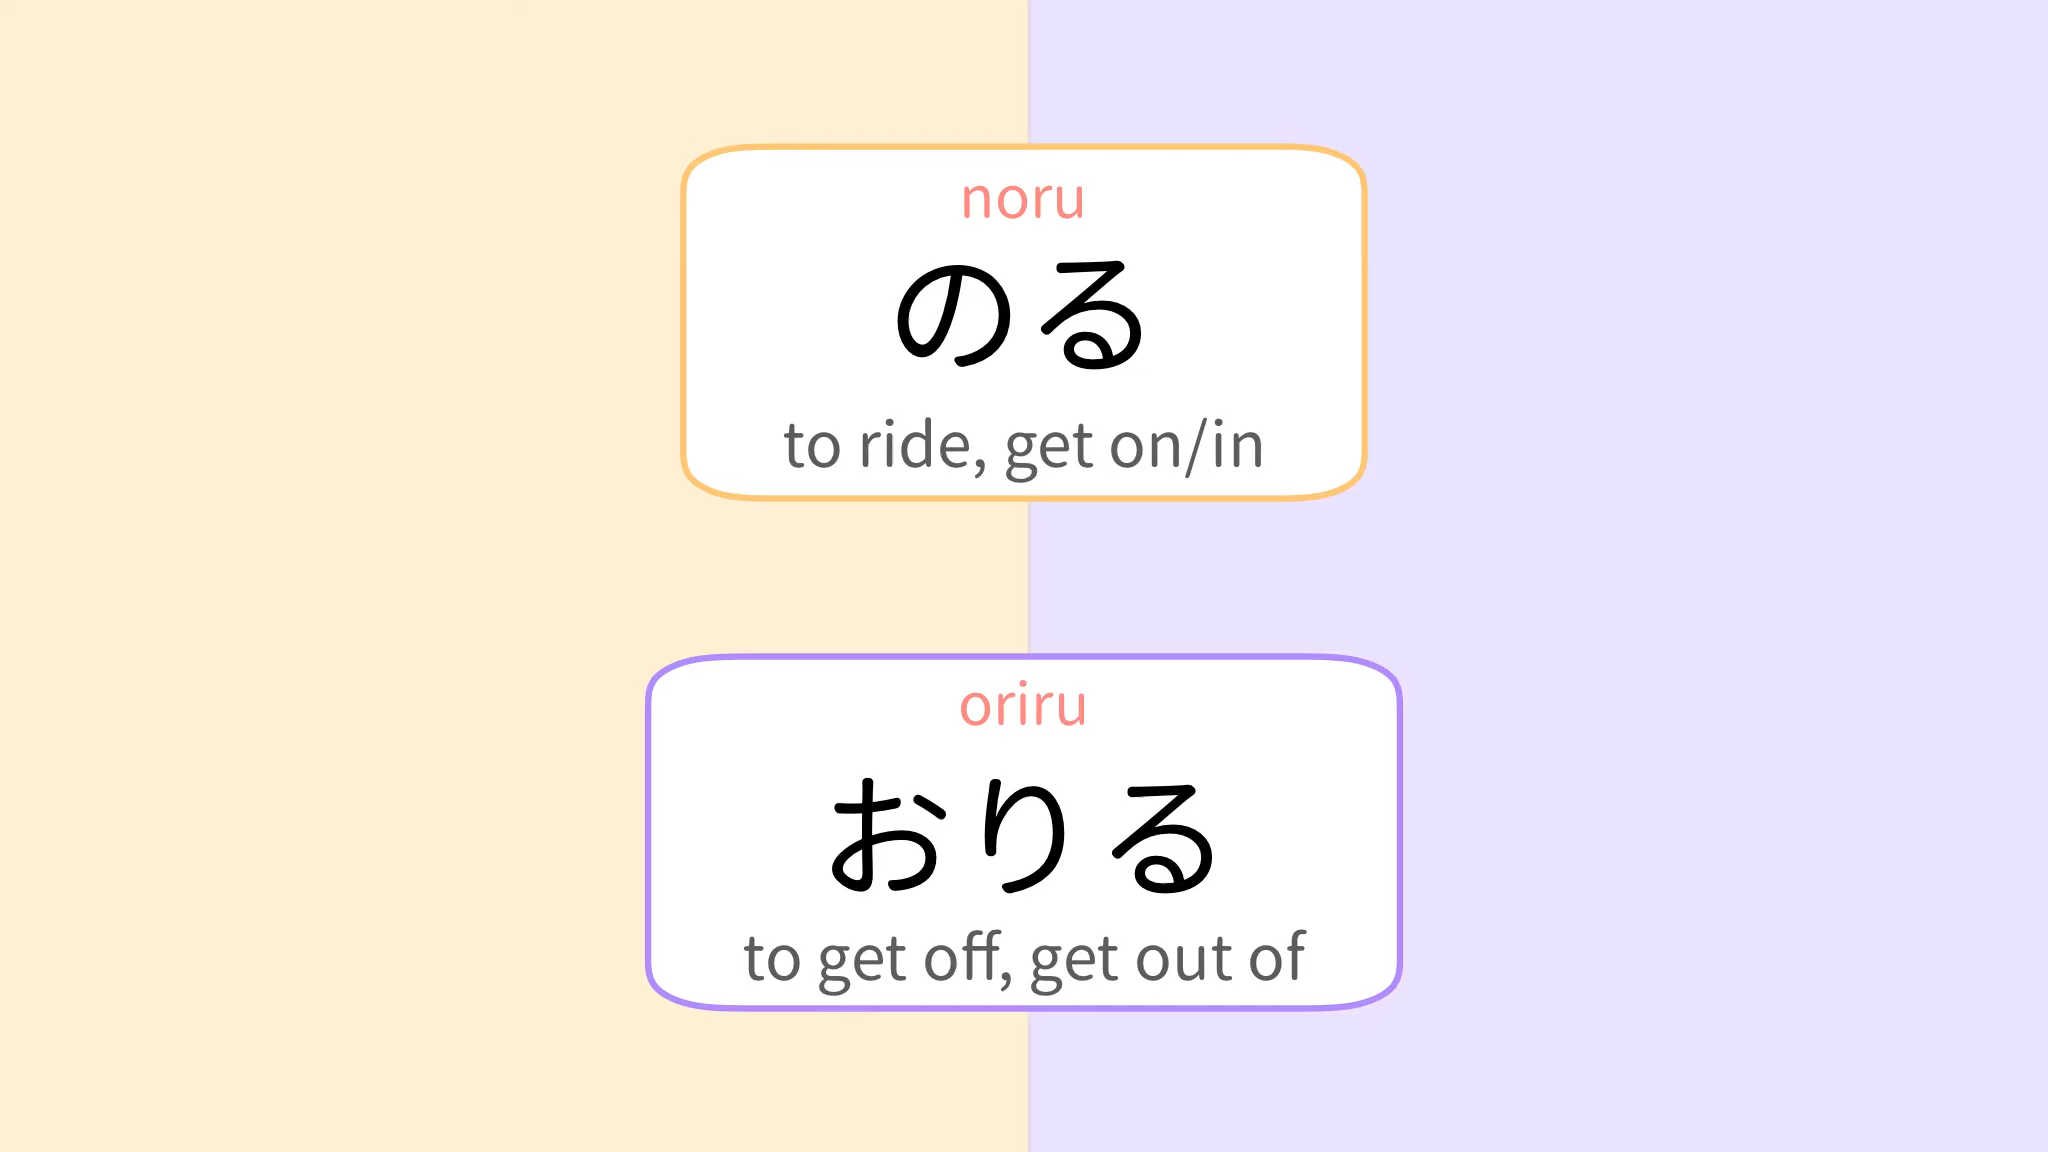 noru
のる
to ride, get on/in
oriru
おりる
to get off, get out of